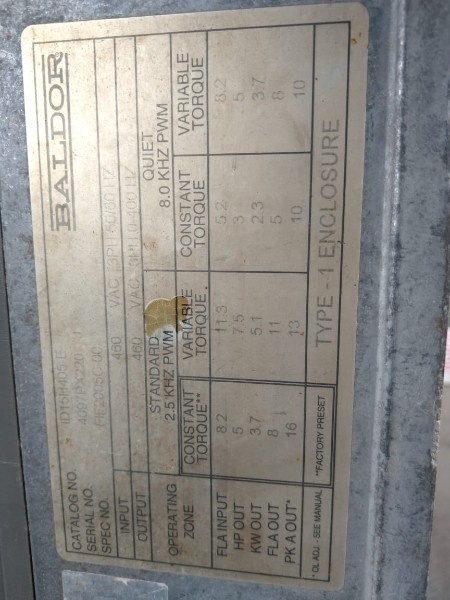 BALDOR
CATALOG NO. ID15H405-E
SERIAL NO.
SPEC NO.
INPUT 460 VAC 3PH 50/60 HZ
OUTPUT 460 VAC 3PH 0-400 HZ
OPERATING ZONE STANDARD 2.5 KHZ PWM QUIET 8.0 KHZ PWM
CONSTANT TORQUE** VARIABLE TORQUE CONSTANT TORQUE VARIABLE TORQUE
FLA INPUT 8.2 11.3 5.2 8.2
HP OUT 5 7.5 3 5
KW OUT 3.7 5.1 2.3 3.7
FLA OUT 8 11 5 8
PK A OUT* 16 13 10 10
* OL ADJ - SEE MANUAL **FACTORY PRESET TYPE - 1 ENCLOSURE